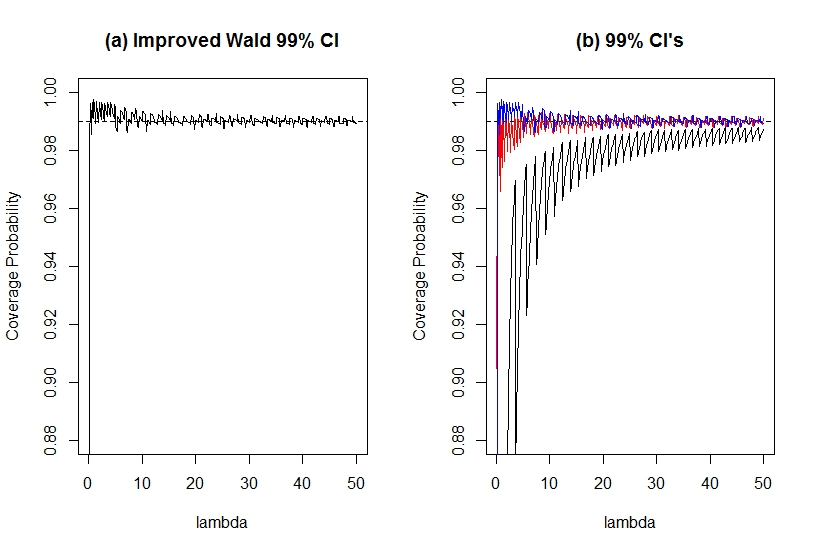 (a) Improved Wald 99% CI
Coverage Probability
1.00
0.98
0.96
0.94
0.92
0.90
0.88
0 10 20 30 40 50
lambda
(b) 99% CI's
Coverage Probability
1.00
0.98
0.96
0.94
0.92
0.90
0.88
0 10 20 30 40 50
lambda